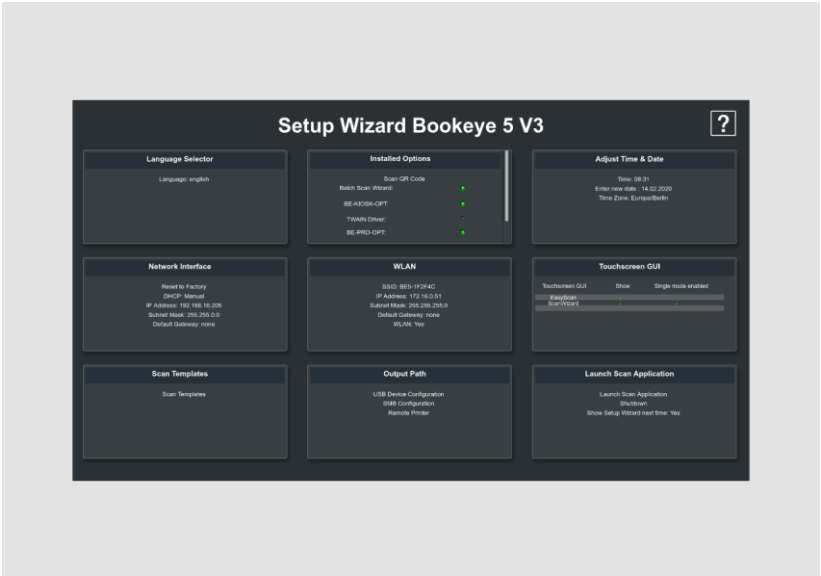 Setup Wizard Bookeye 5 V3
?
Language Selector
Language: english
Installed Options
Scan QR Code
Batch Scan Wizard:
BE-KIOSK-OPT:
TWAIN Driver:
BE-PRO-OPT:
Adjust Time & Date
Time: 08:31
Enter new date : 14.02.2020
Time Zone: Europe/Berlin
Network Interface
Reset to Factory
DHCP: Manual
IP Address: 192.168.18.205
Subnet Mask: 255.255.0.0
Default Gateway: none
WLAN
SSID: BE5-1F2F4C
IP Address: 172.16.0.51
Subnet Mask: 255.255.255.0
Default Gateway: none
WLAN: Yes
Touchscreen GUI
Touchscreen GUI Show: Single mode enabled
EasyScan
ScanWizard
Scan Templates
Scan Templates
Output Path
USB Device Configuration
SMB Configuration
Remote Printer
Launch Scan Application
Launch Scan Application
Shutdown
Show Setup Wizard next time: Yes